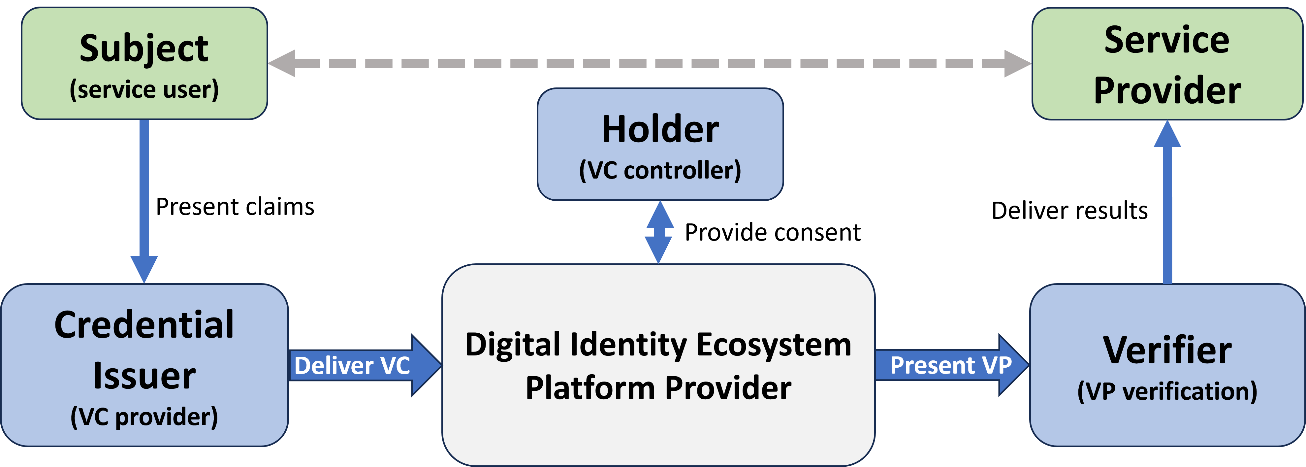 Subject
(service user)
Service
Provider
Holder
(VC controller)
Present claims
Provide consent
Deliver results
Credential
Issuer
(VC provider)
Deliver VC
Digital Identity Ecosystem
Platform Provider
Present VP
Verifier
(VP verification)